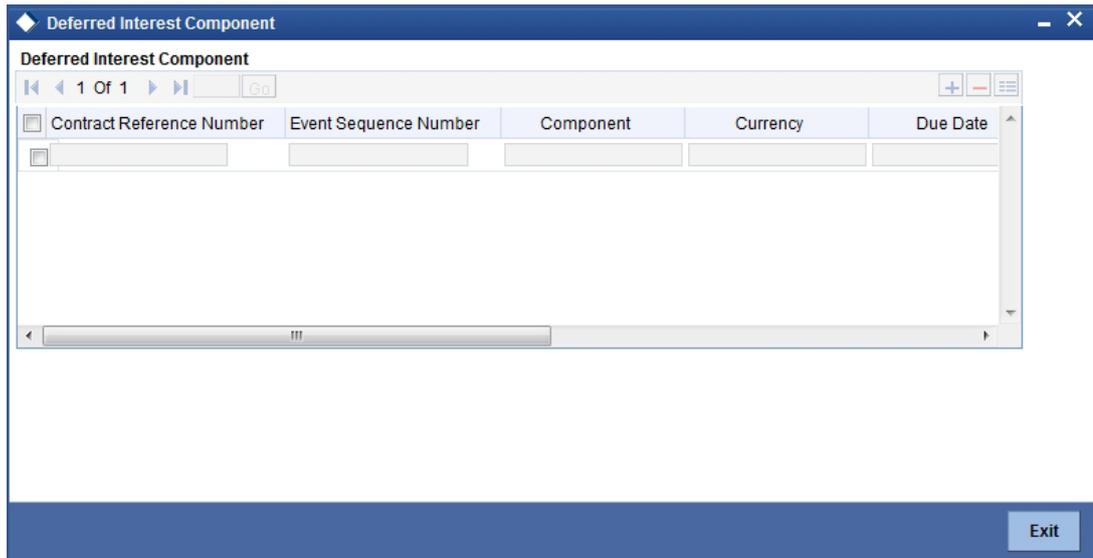 Deferred Interest Component
Deferred Interest Component
1 Of 1 Go
Contract Reference Number Event Sequence Number Component Currency Due Date
Exit